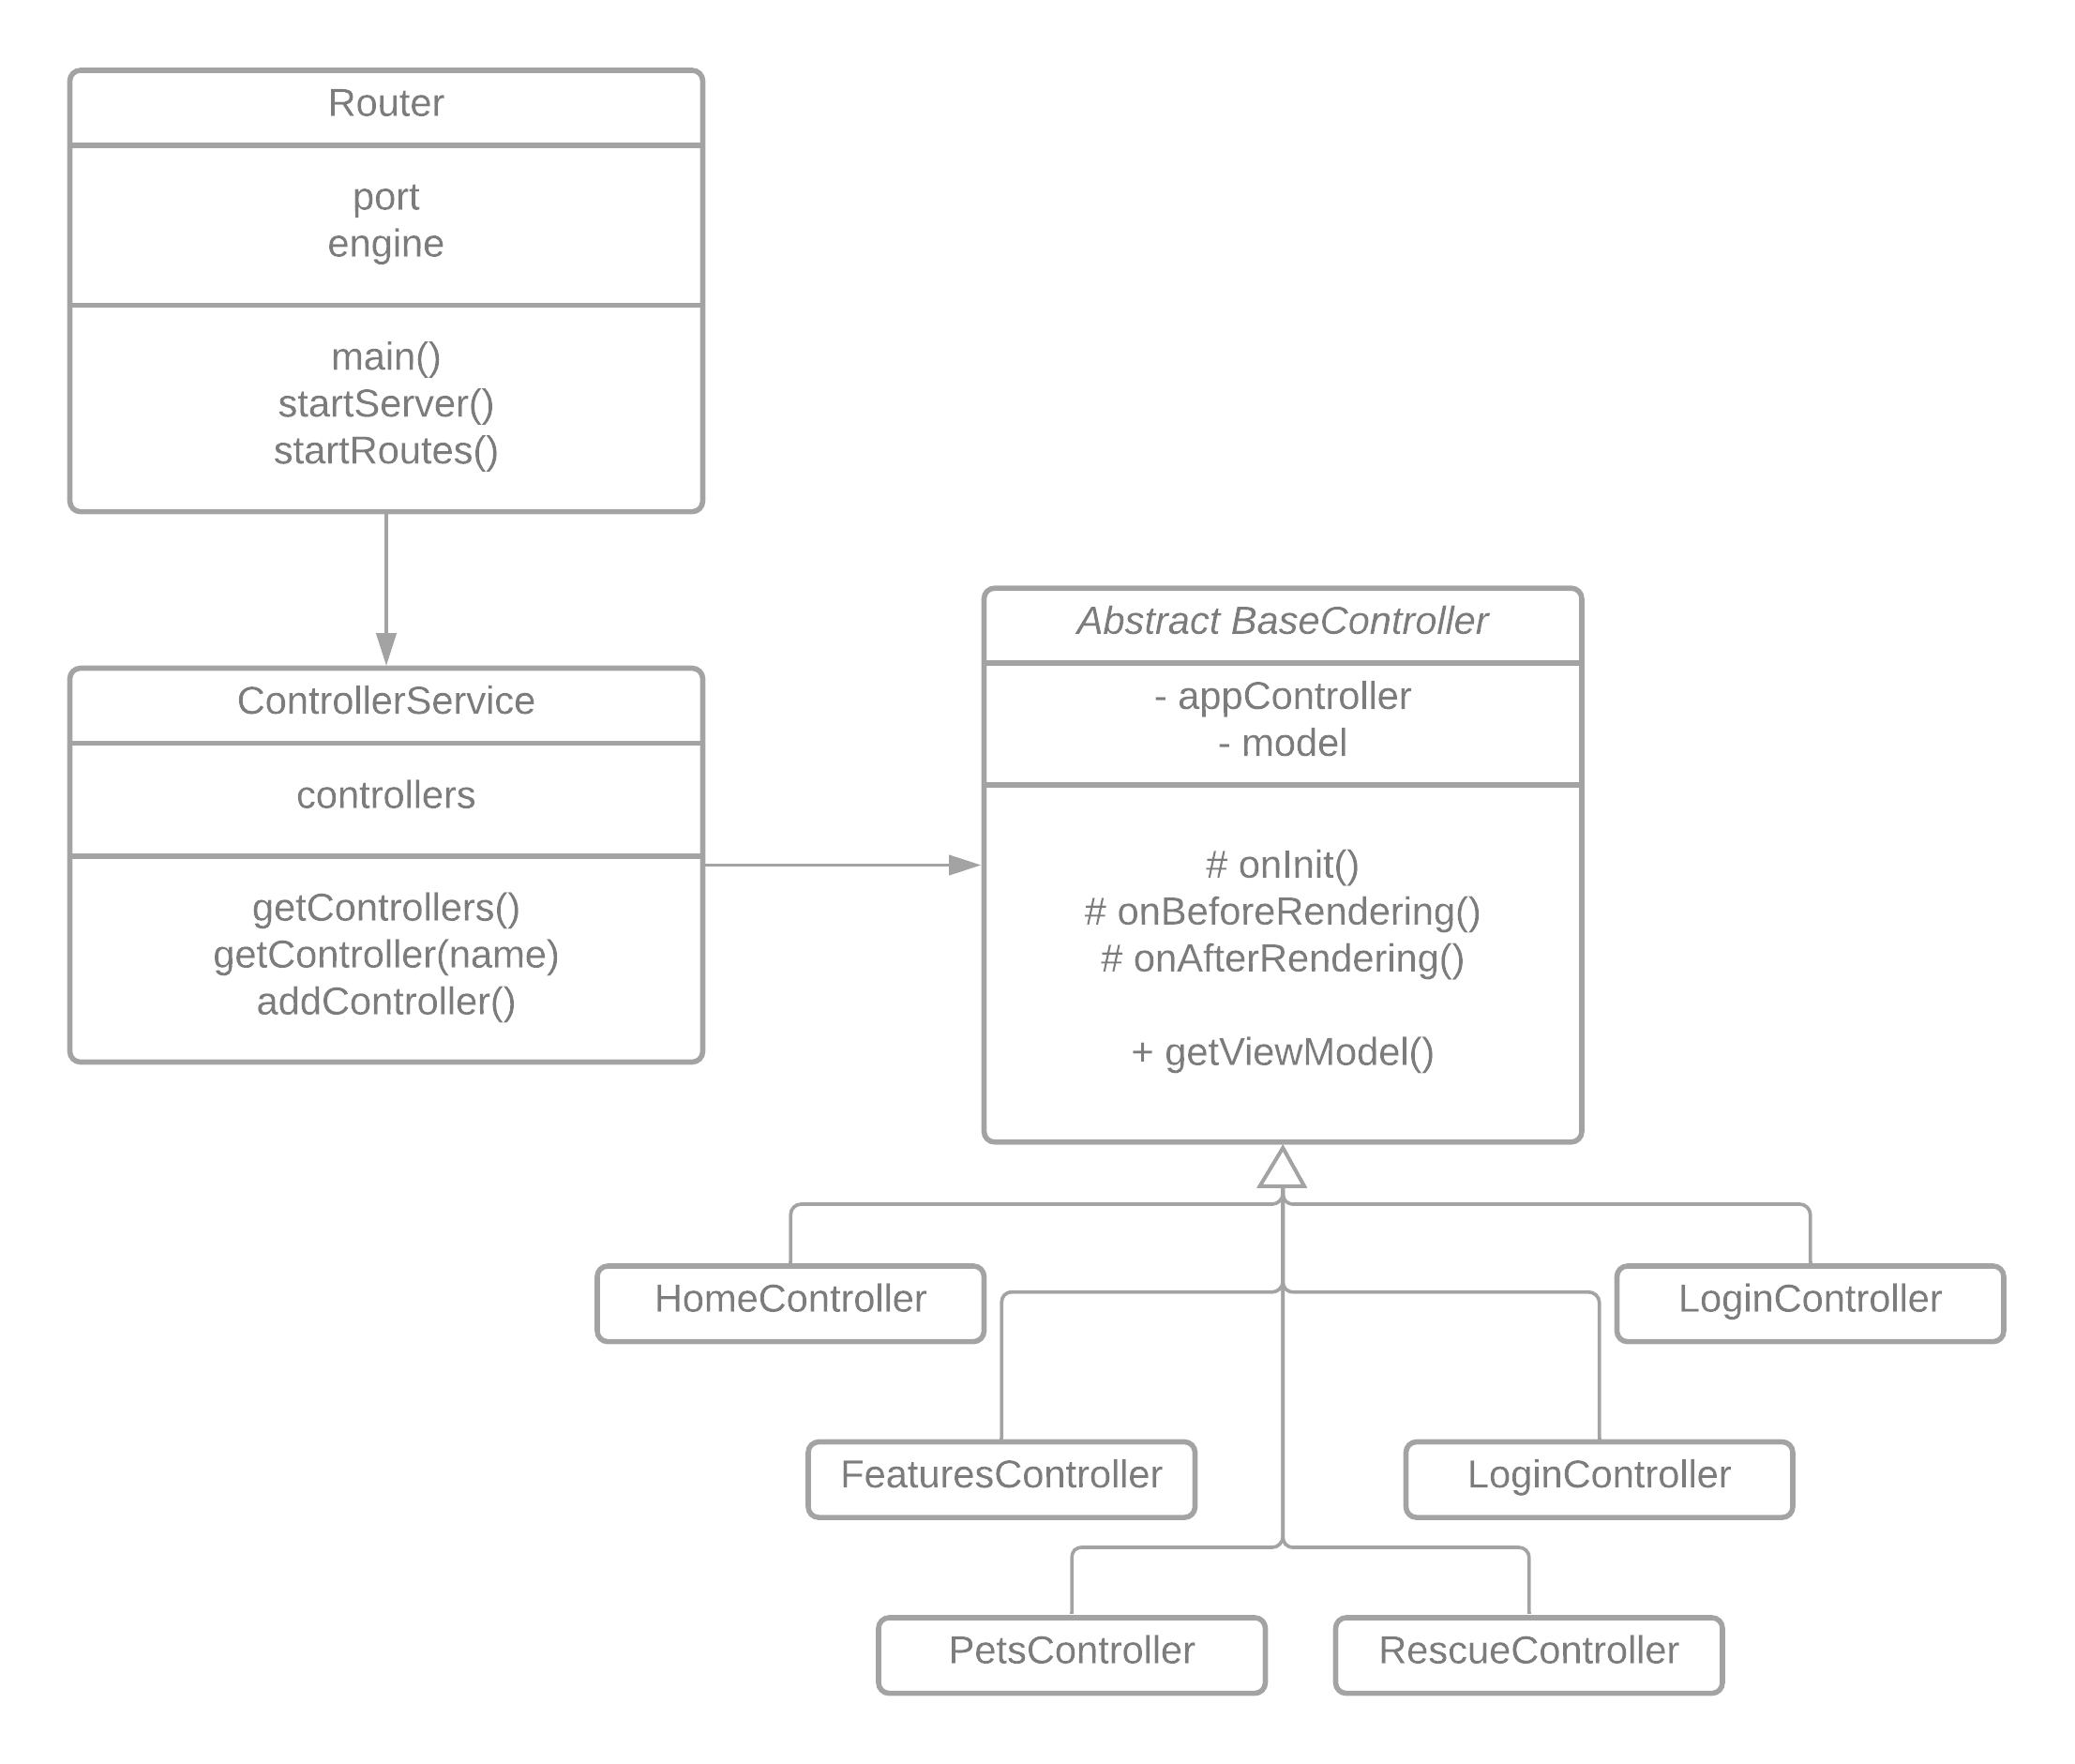 Router
port
engine
main()
startServer()
startRoutes()
ControllerService
controllers
getControllers()
getController(name)
addController()
Abstract BaseController
- appController
- model
# onInit()
# onBeforeRendering()
# onAfterRendering()
+ getViewModel()
HomeController
LoginController
FeaturesController
LoginController
PetsController
RescueController